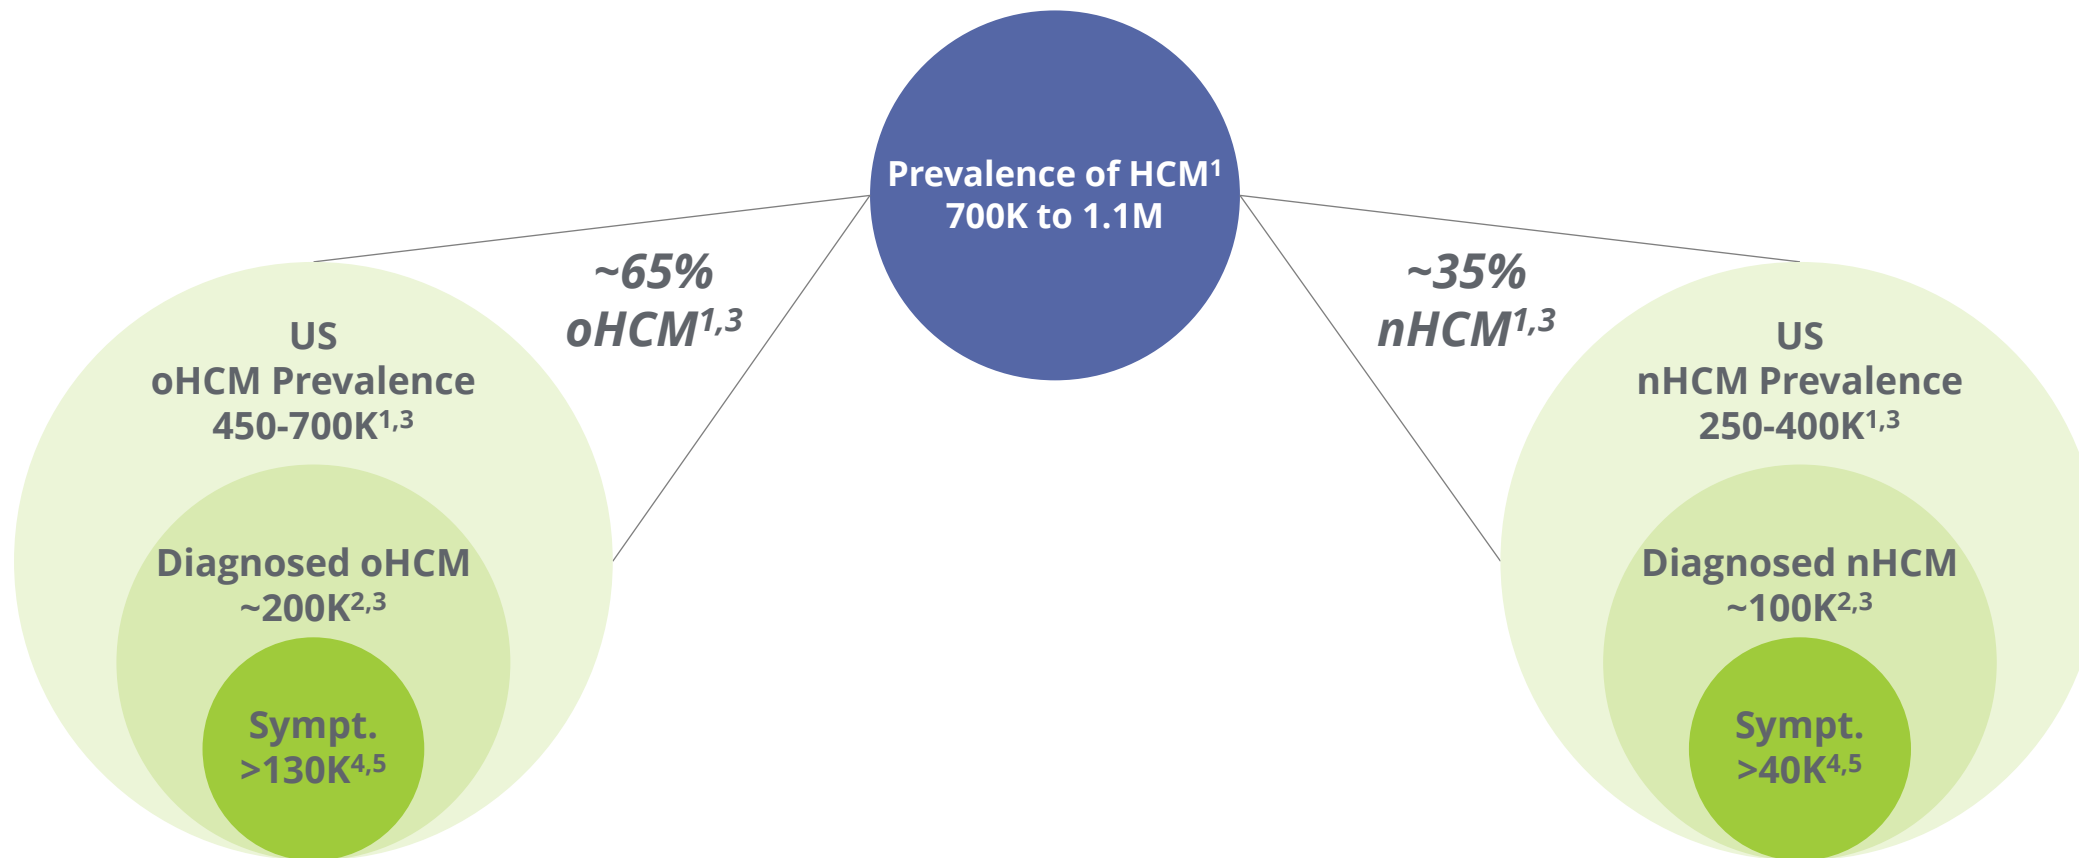 Prevalence of HCM¹
700K to 1.1M
~65%
oHCM¹,³
~35%
nHCM¹,³
US
oHCM Prevalence
450-700K¹,³
Diagnosed oHCM
~200K²,³
Sympt.
>130K⁴,⁵
US
nHCM Prevalence
250-400K¹,³
Diagnosed nHCM
~100K²,³
Sympt.
>40K⁴,⁵